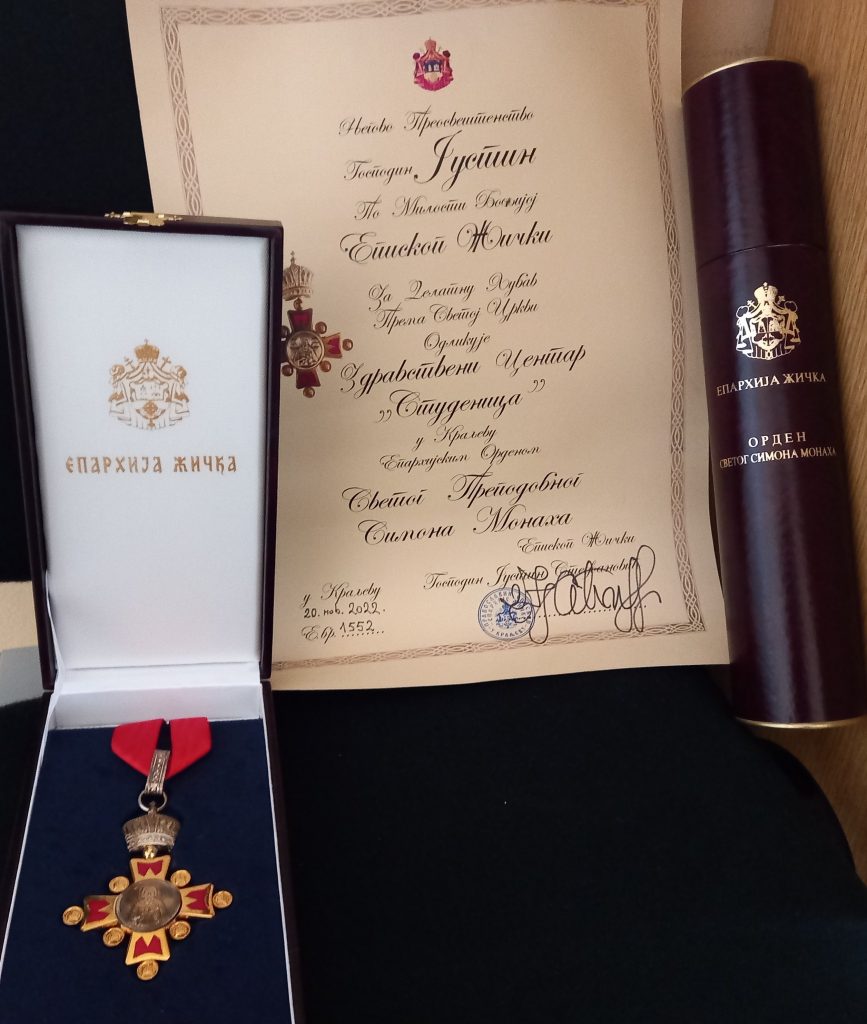 Његово Преосвештенство
Господин Јустин
По Милости Божијој
Епископ Жички
За Делатну Љубав
Према Светој Цркви
Одликује
Здравствени Центар
„Студеница”
у Краљеву
Епархијским Орденом
Светог Преподобног
Симона Монаха
Епископ Жички
Господин Јустин Стефановић
у Краљеву
20. нов. 2022.
Е.бр. 1552
ЕПАРХИЈА ЖИЧКА
ЕПАРХИЈА ЖИЧКА
ОРДЕН
СВЕТОГ СИМОНА МОНАХА